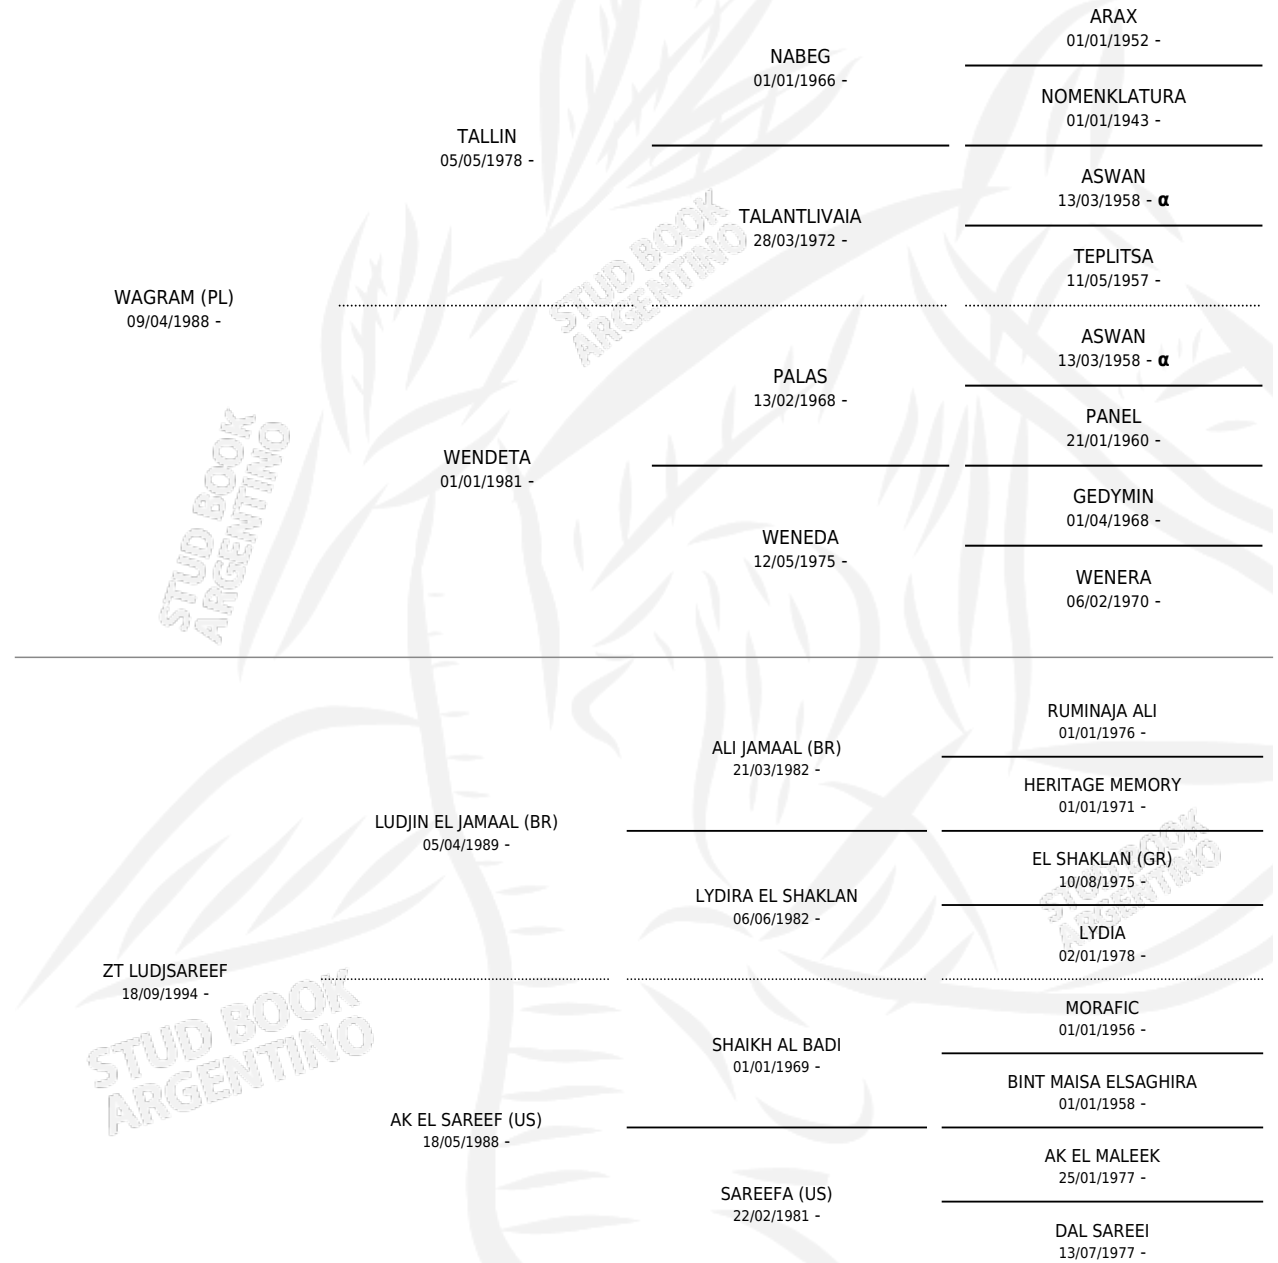 ARAX
01/01/1952 -
NABEG
01/01/1966 -
NOMENKLATURA
01/01/1943 -
TALLIN
05/05/1978 -
ASWAN
13/03/1958 - α
TALANTLIVAIA
28/03/1972 -
TEPLITSA
11/05/1957 -
WAGRAM (PL)
09/04/1988 -
ASWAN
13/03/1958 - α
PALAS
13/02/1968 -
PANEL
21/01/1960 -
WENDETA
01/01/1981 -
GEDYMIN
01/04/1968 -
WENEDA
12/05/1975 -
WENERA
06/02/1970 -
RUMINAJA ALI
01/01/1976 -
ALI JAMAAL (BR)
21/03/1982 -
HERITAGE MEMORY
01/01/1971 -
LUDJIN EL JAMAAL (BR)
05/04/1989 -
EL SHAKLAN (GR)
10/08/1975 -
LYDIRA EL SHAKLAN
06/06/1982 -
LYDIA
02/01/1978 -
ZT LUDJSAREEF
18/09/1994 -
MORAFIC
01/01/1956 -
SHAIKH AL BADI
01/01/1969 -
BINT MAISA ELSAGHIRA
01/01/1958 -
AK EL SAREEF (US)
18/05/1988 -
AK EL MALEEK
25/01/1977 -
SAREEFA (US)
22/02/1981 -
DAL SAREEI
13/07/1977 -
STUD BOOK
ARGENTINO
STUD BOOK
ARGENTINO
STUD BOOK
ARGENTINO
STUD BOOK
ARGENTINO